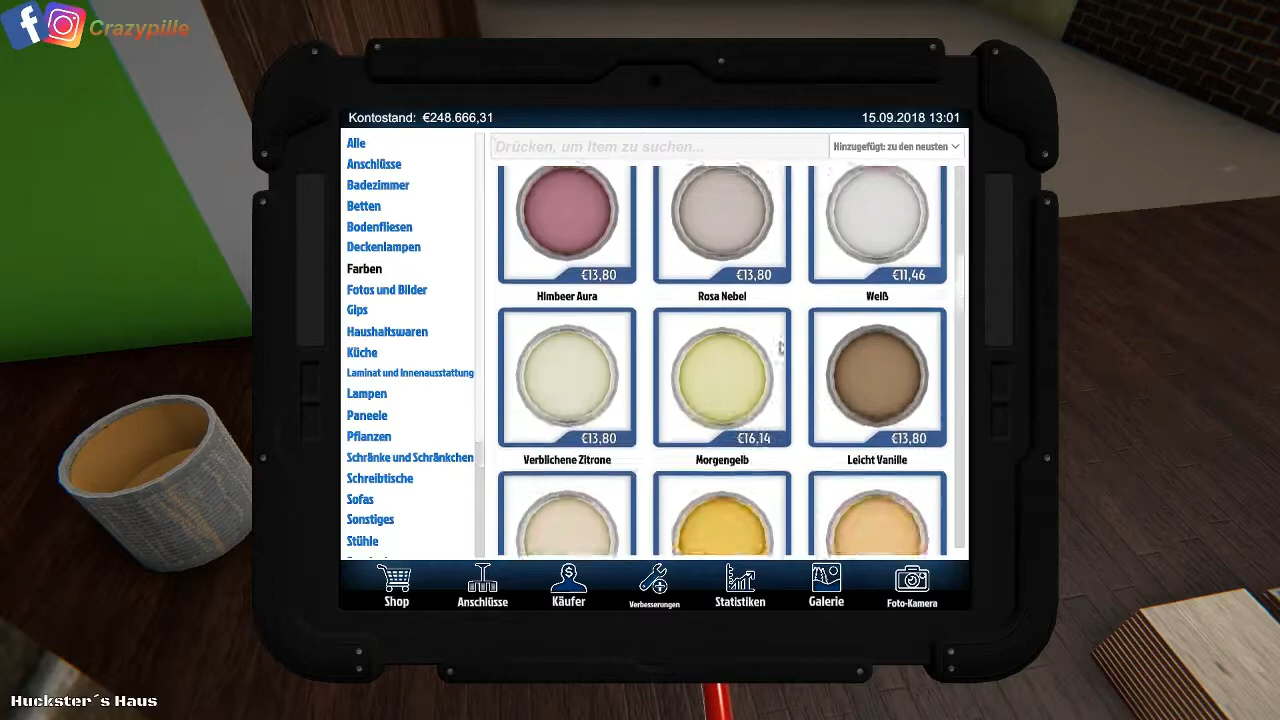 Crazypille
Kontostand: €248.666,31
15.09.2018 13:01
Alle
Anschlüsse
Badezimmer
Betten
Bodenfliesen
Deckenlampen
Farben
Fotos und Bilder
Gips
Haushaltswaren
Küche
Laminat und Innenausstattung
Lampen
Paneele
Pflanzen
Schränke und Schränkchen
Schreibtische
Sofas
Sonstiges
Stühle
Drücken, um Item zu suchen...
Hinzugefügt: zu den neusten
€13,80
€13,80
€11,46
Himbeer Aura
Rosa Nebel
Weiß
€13,80
€16,14
€13,80
Verblichene Zitrone
Morgengelb
Leicht Vanille
Shop
Anschlüsse
Käufer
Verbesserungen
Statistiken
Galerie
Foto-Kamera
Huckster´s Haus